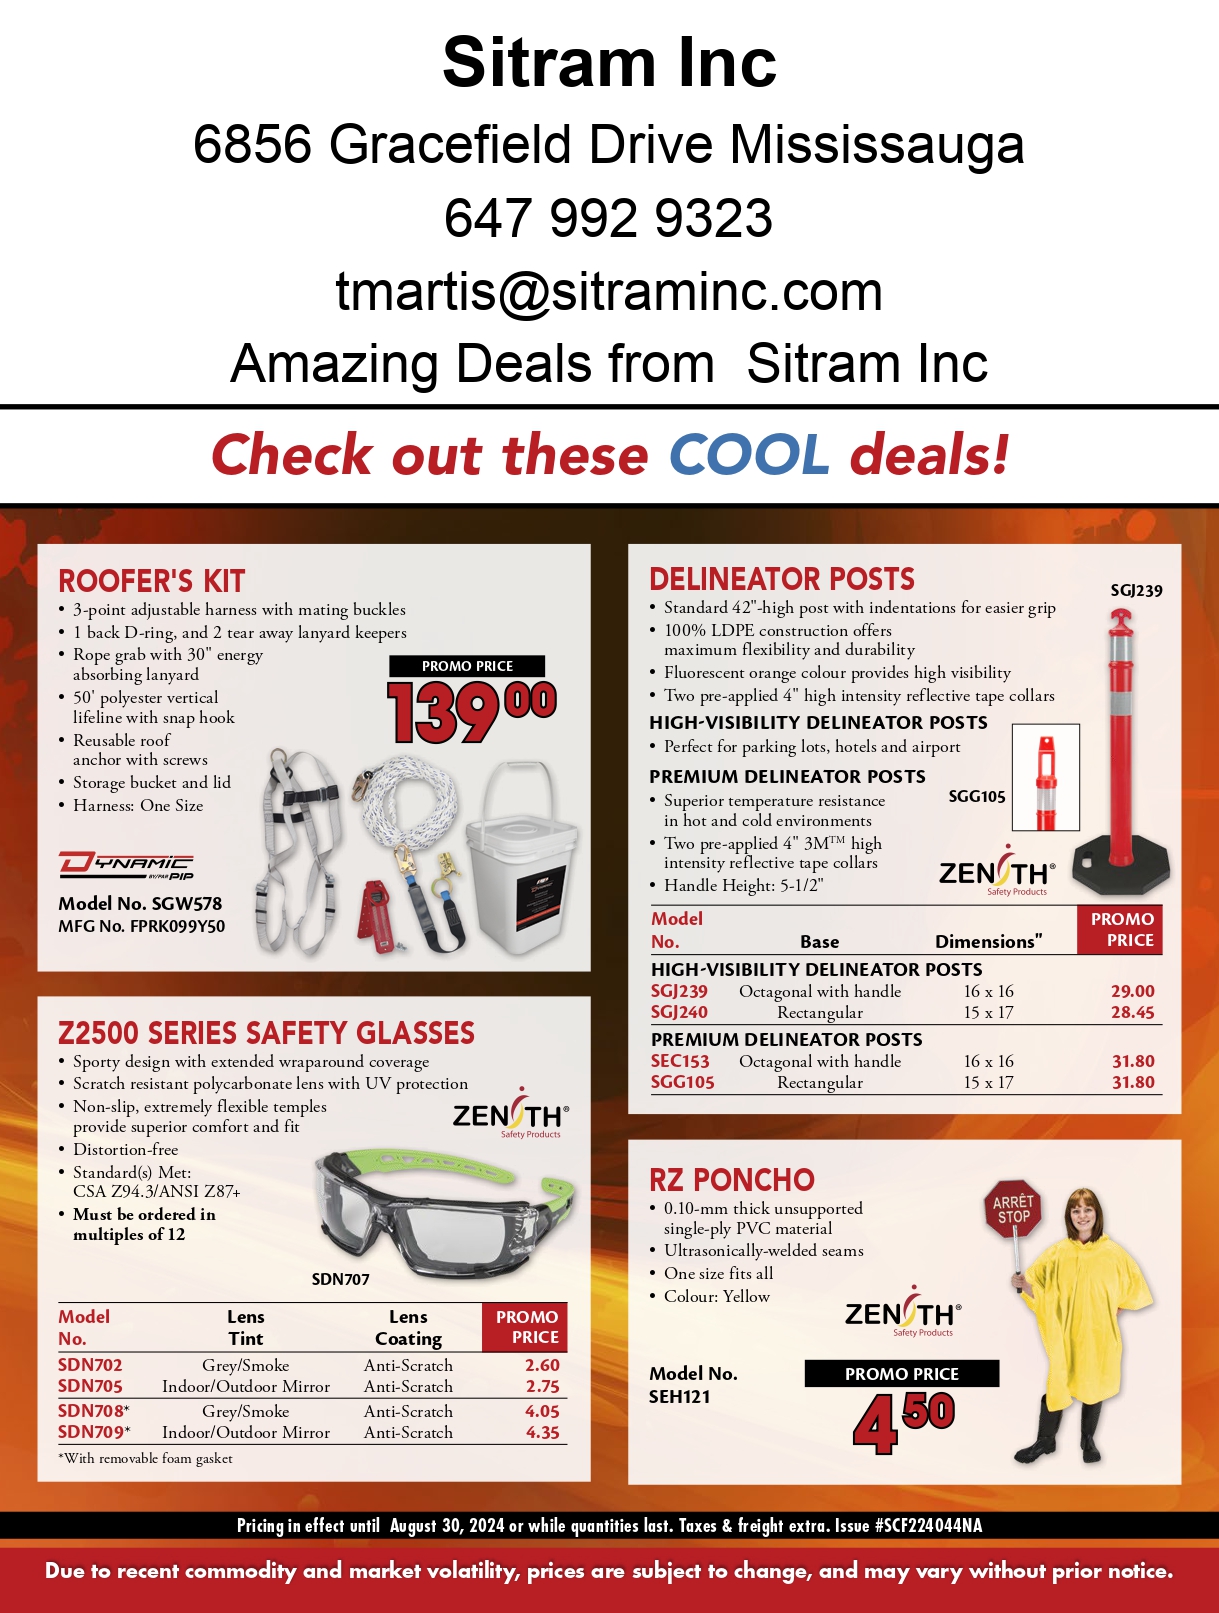 Sitram Inc
6856 Gracefield Drive Mississauga
647 992 9323
tmartis@sitraminc.com
Amazing Deals from  Sitram Inc
Check out these COOL deals!
ROOFER'S KIT
• 3-point adjustable harness with mating buckles
• 1 back D-ring, and 2 tear away lanyard keepers
• Rope grab with 30" energy
absorbing lanyard
• 50' polyester vertical
lifeline with snap hook
• Reusable roof
anchor with screws
• Storage bucket and lid
• Harness: One Size
PROMO PRICE
139 00
DYNAMIC
BY/PAR PIP
Model No. SGW578
MFG No. FPRK099Y50
Z2500 SERIES SAFETY GLASSES
• Sporty design with extended wraparound coverage
• Scratch resistant polycarbonate lens with UV protection
• Non-slip, extremely flexible temples
provide superior comfort and fit
• Distortion-free
• Standard(s) Met:
CSA Z94.3/ANSI Z87+
• Must be ordered in
multiples of 12
ZENITH®
Safety Products
SDN707
Model No. Lens Tint Lens Coating PROMO PRICE
SDN702 Grey/Smoke Anti-Scratch 2.60
SDN705 Indoor/Outdoor Mirror Anti-Scratch 2.75
SDN708* Grey/Smoke Anti-Scratch 4.05
SDN709* Indoor/Outdoor Mirror Anti-Scratch 4.35
*With removable foam gasket
DELINEATOR POSTS
• Standard 42"-high post with indentations for easier grip
• 100% LDPE construction offers
maximum flexibility and durability
• Fluorescent orange colour provides high visibility
• Two pre-applied 4" high intensity reflective tape collars
HIGH-VISIBILITY DELINEATOR POSTS
• Perfect for parking lots, hotels and airport
PREMIUM DELINEATOR POSTS
• Superior temperature resistance
in hot and cold environments
• Two pre-applied 4" 3M™ high
intensity reflective tape collars
• Handle Height: 5-1/2"
SGJ239
SGG105
ZENITH®
Safety Products
Model No. Base Dimensions" PROMO PRICE
HIGH-VISIBILITY DELINEATOR POSTS
SGJ239 Octagonal with handle 16 x 16 29.00
SGJ240 Rectangular 15 x 17 28.45
PREMIUM DELINEATOR POSTS
SEC153 Octagonal with handle 16 x 16 31.80
SGG105 Rectangular 15 x 17 31.80
RZ PONCHO
• 0.10-mm thick unsupported
single-ply PVC material
• Ultrasonically-welded seams
• One size fits all
• Colour: Yellow
ARRÊT
STOP
ZENITH®
Safety Products
Model No.
SEH121
PROMO PRICE
4 50
Pricing in effect until  August 30, 2024 or while quantities last. Taxes & freight extra. Issue #SCF224044NA
Due to recent commodity and market volatility, prices are subject to change, and may vary without prior notice.